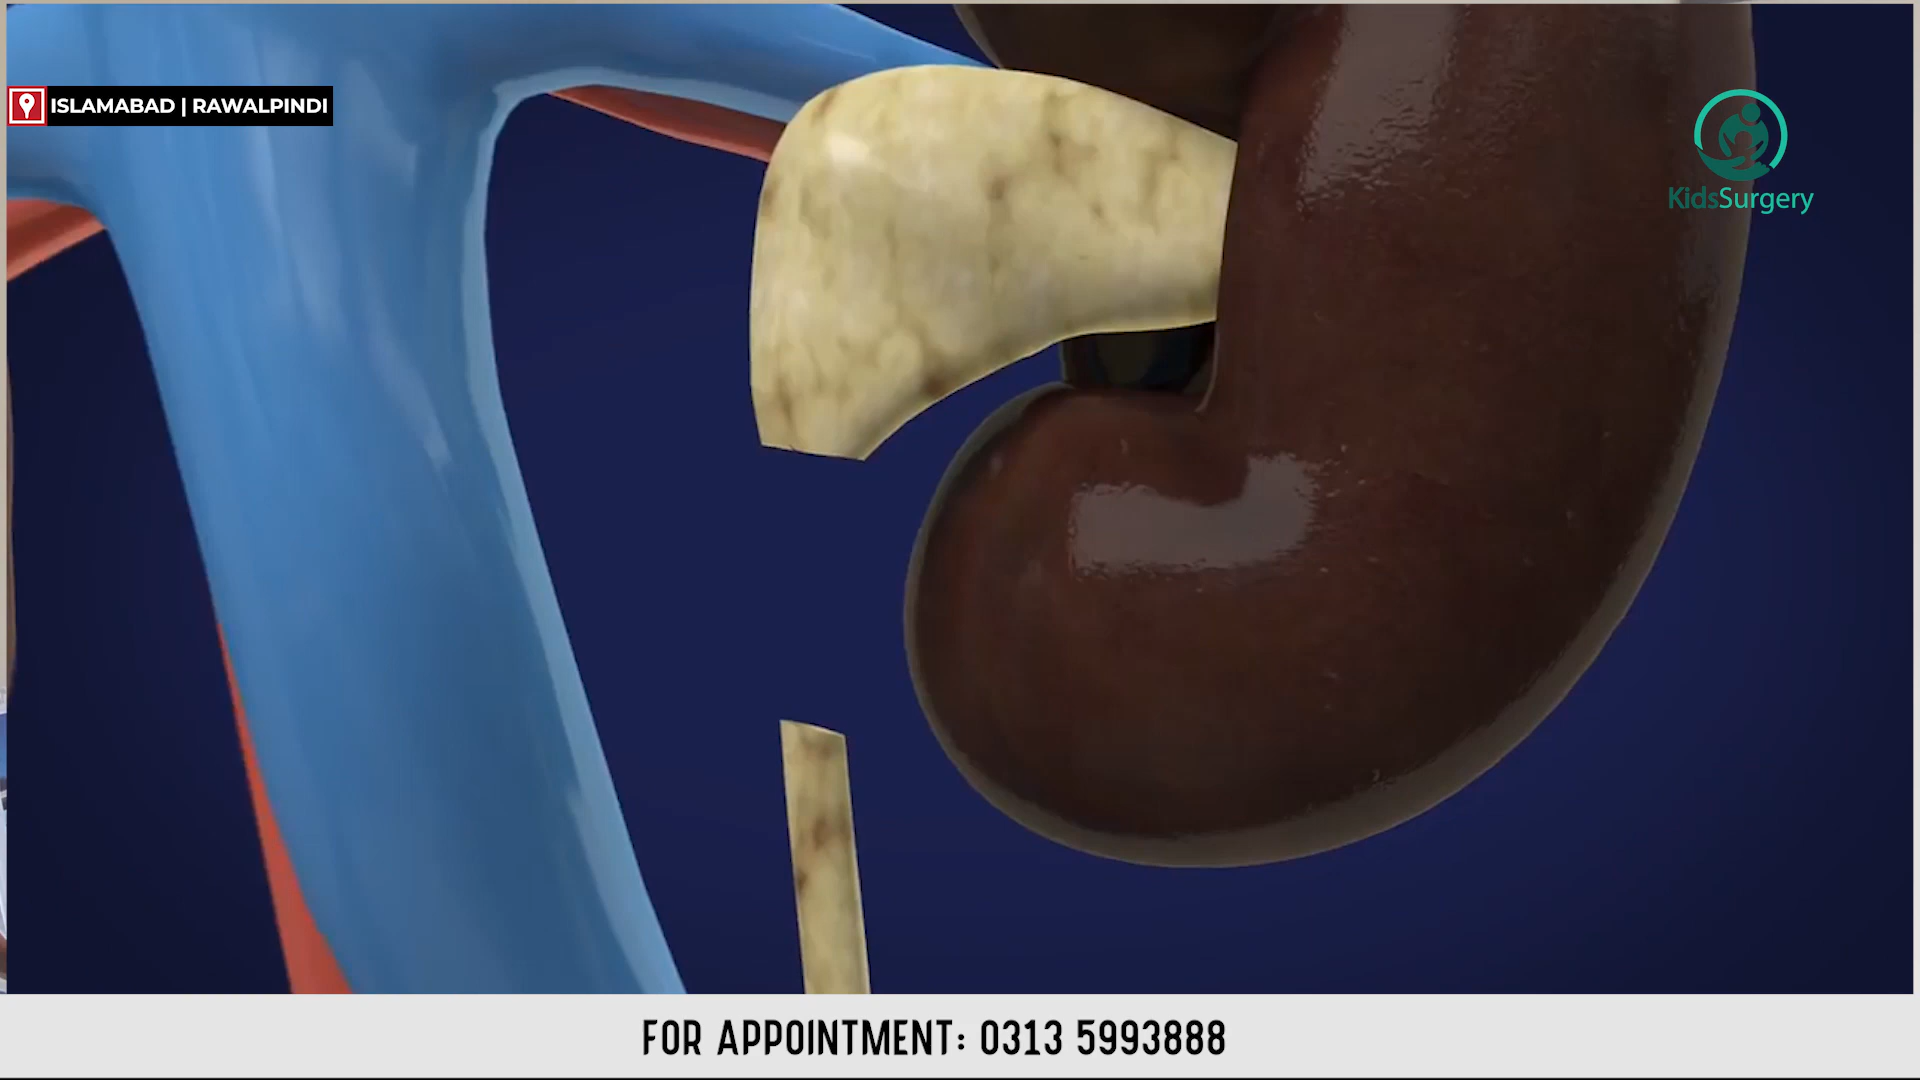 ISLAMABAD | RAWALPINDI
KidsSurgery
FOR APPOINTMENT: 0313 5993888